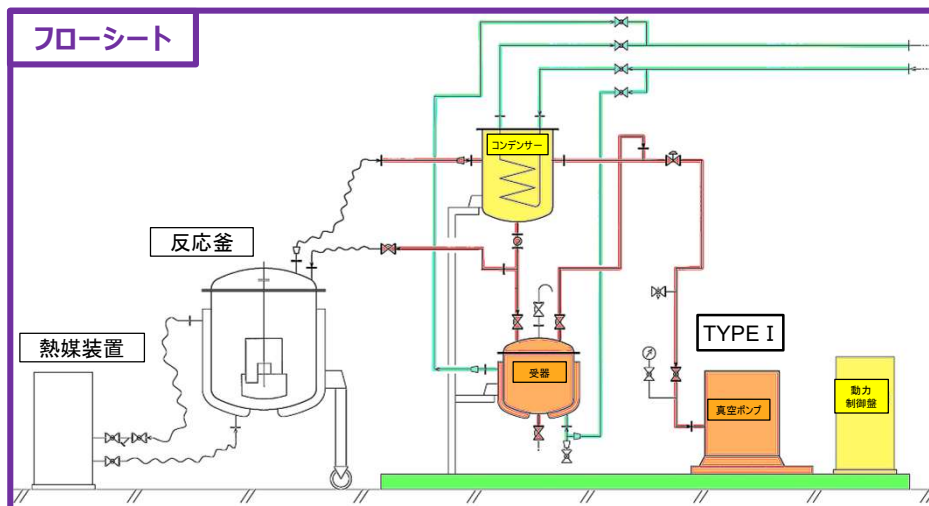 フローシート
コンデンサー
反応釜
熱媒装置
TYPE I
受器
真空ポンプ
動力
制御盤